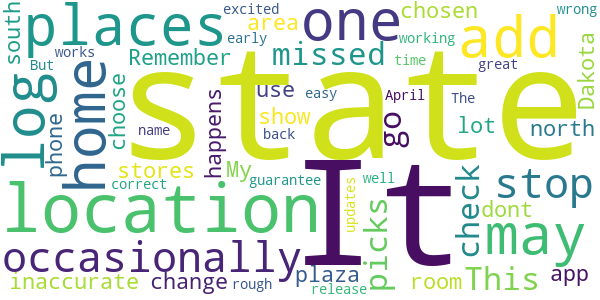 excited
chosen
wrong
places
one
add
south
early
area
working
Remember
missed
time
great
But
works
Dakota
log
phone
home
choose
state
use
easy
April
The
show
back
go
lot
north
name
happens
stores
My
It
correct
guarantee
well
check
stop
location
picks
updates
dont
may
occasionally
plaza
room
This
app
inaccurate
change
rough
release